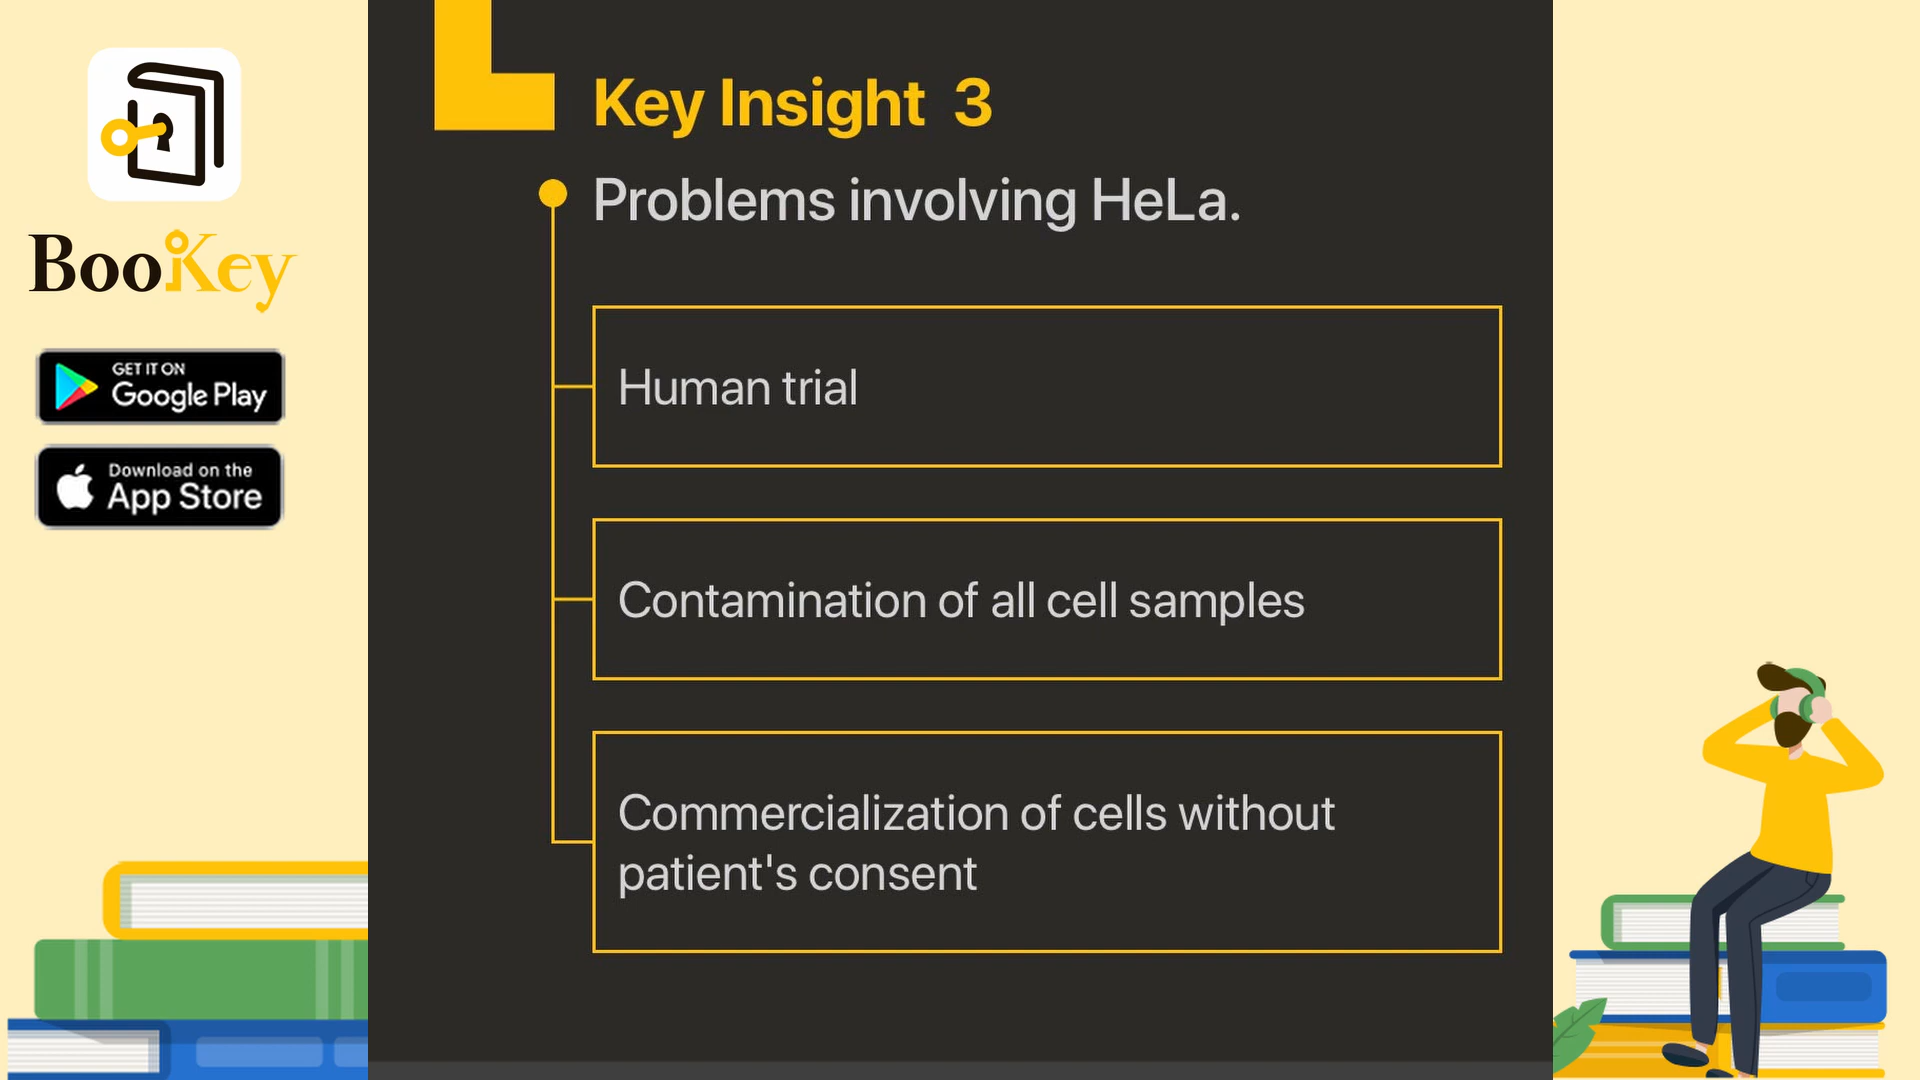 BooKey
GET IT ON
Google Play
Download on the
App Store
Key Insight 3
Problems involving HeLa.
Human trial
Contamination of all cell samples
Commercialization of cells without
patient's consent